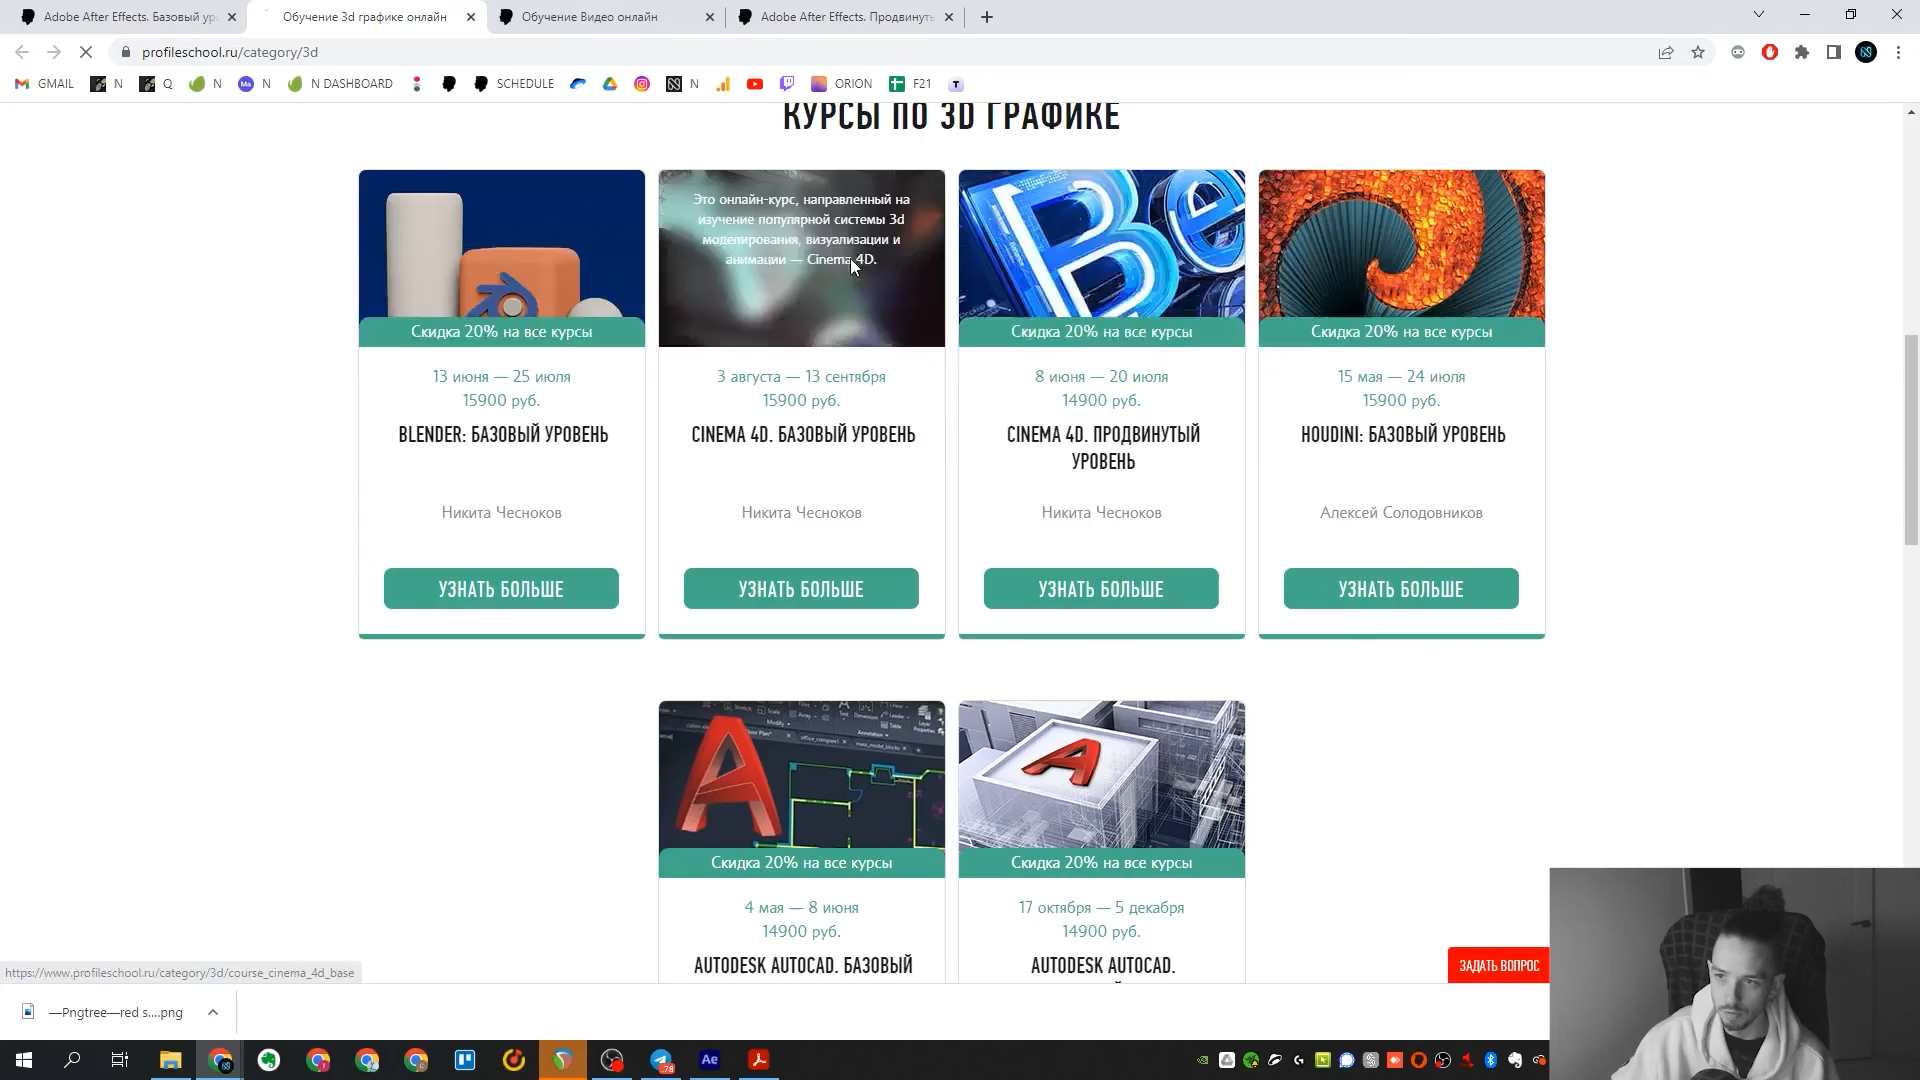 Adobe After Effects. Базовый уро
Обучение 3d графике онлайн
Обучение Видео онлайн
Adobe After Effects. Продвинуть
profileschool.ru/category/3d
GMAIL
N
Q
N
Ma
N
N DASHBOARD
SCHEDULE
N
ORION
F21
T
КУРСЫ ПО 3D ГРАФИКЕ
Это онлайн-курс, направленный на
изучение популярной системы 3d
моделирования, визуализации и
анимации — Cinema 4D.
Be
Скидка 20% на все курсы
Скидка 20% на все курсы
Скидка 20% на все курсы
13 июня — 25 июля
15900 руб.
BLENDER: БАЗОВЫЙ УРОВЕНЬ
Никита Чесноков
УЗНАТЬ БОЛЬШЕ
3 августа — 13 сентября
15900 руб.
CINEMA 4D. БАЗОВЫЙ УРОВЕНЬ
Никита Чесноков
УЗНАТЬ БОЛЬШЕ
8 июня — 20 июля
14900 руб.
CINEMA 4D. ПРОДВИНУТЫЙ
УРОВЕНЬ
Никита Чесноков
УЗНАТЬ БОЛЬШЕ
15 мая — 24 июля
15900 руб.
HOUDINI: БАЗОВЫЙ УРОВЕНЬ
Алексей Солодовников
УЗНАТЬ БОЛЬШЕ
Скидка 20% на все курсы
4 мая — 8 июня
14900 руб.
AUTODESK AUTOCAD. БАЗОВЫЙ
Скидка 20% на все курсы
17 октября — 5 декабря
14900 руб.
AUTODESK AUTOCAD.
ЗАДАТЬ ВОПРОС
https://www.profileschool.ru/category/3d/course_cinema_4d_base
—Pngtree—red s....png
78
Ae